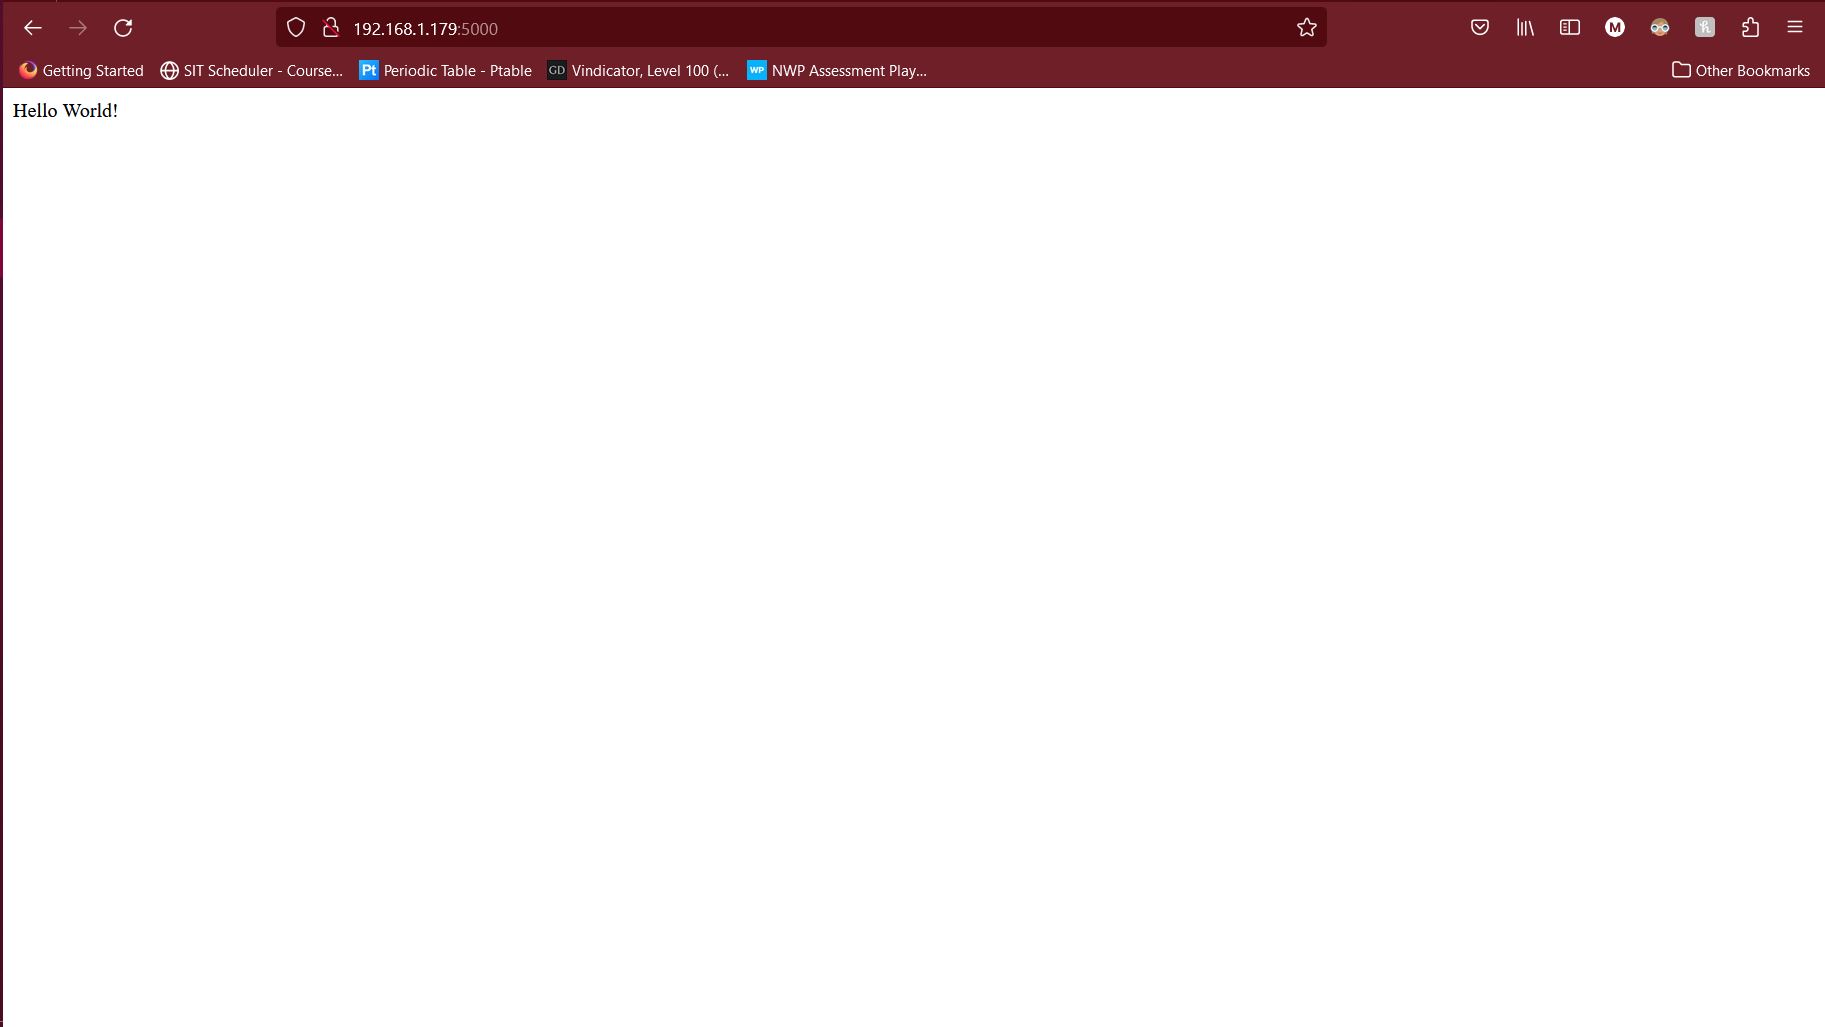 192.168.1.179:5000
M
Getting Started SIT Scheduler - Course... Pt Periodic Table - Ptable GD Vindicator, Level 100 (... WP NWP Assessment Play... Other Bookmarks
Hello World!